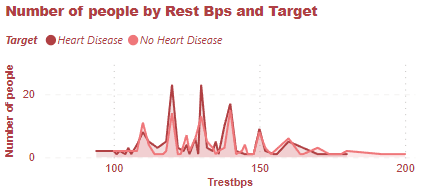 Number of people by Rest Bps and Target
Target Heart Disease No Heart Disease
Number of people
20
0
100 150 200
Trestbps